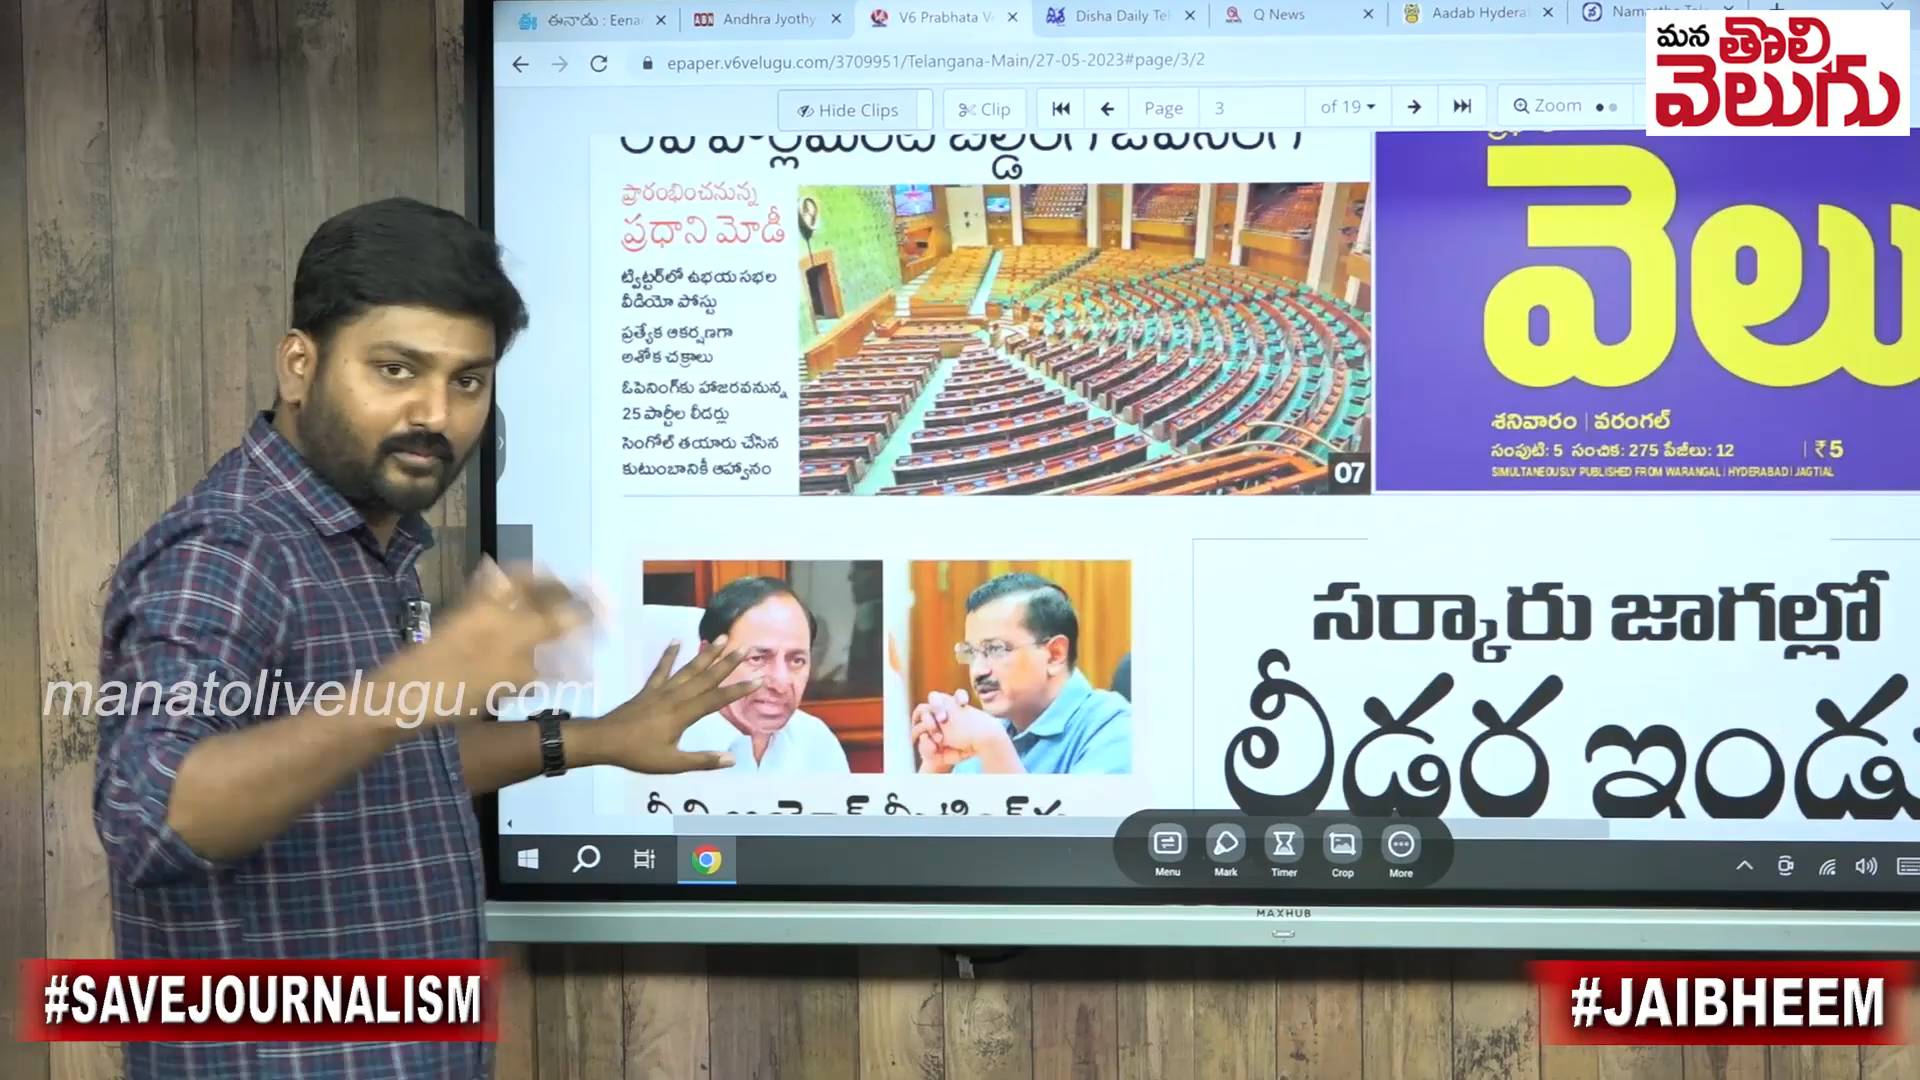 ఈనాడు : Eena
Andhra Jyothy
V6 Prabhata Ve
Disha Daily Tel
Q News
Aadab Hydera
epaper.v6velugu.com/3709951/Telangana-Main/27-05-2023#page/3/2
Hide Clips
Clip
Page
3
of 19
Zoom
మన
తొలి
వెలుగు
ప్రారంభించనున్న
ప్రధాని మోడీ
ట్విట్టర్‌లో ఉభయ సభల
వీడియో పోస్టు
ప్రత్యేక ఆకర్షణగా
అశోక చక్రాలు
ఓపెనింగ్‌కు హాజరవనున్న
25 పార్టీల లీడర్లు
సెంగోల్ తయారు చేసిన
కుటుంబానికీ ఆహ్వానం
07
వెలు
శనివారం | వరంగల్
సంపుటి: 5 సంచిక: 275 పేజీలు: 12 | ₹5
SIMULTANEOUSLY PUBLISHED FROM WARANGAL | HYDERABAD | JAGTIAL
సర్కారు జాగల్లో
లీడర ఇండు
manatolivelugu.com
Menu
Mark
Timer
Crop
More
MAXHUB
#SAVEJOURNALISM
#JAIBHEEM